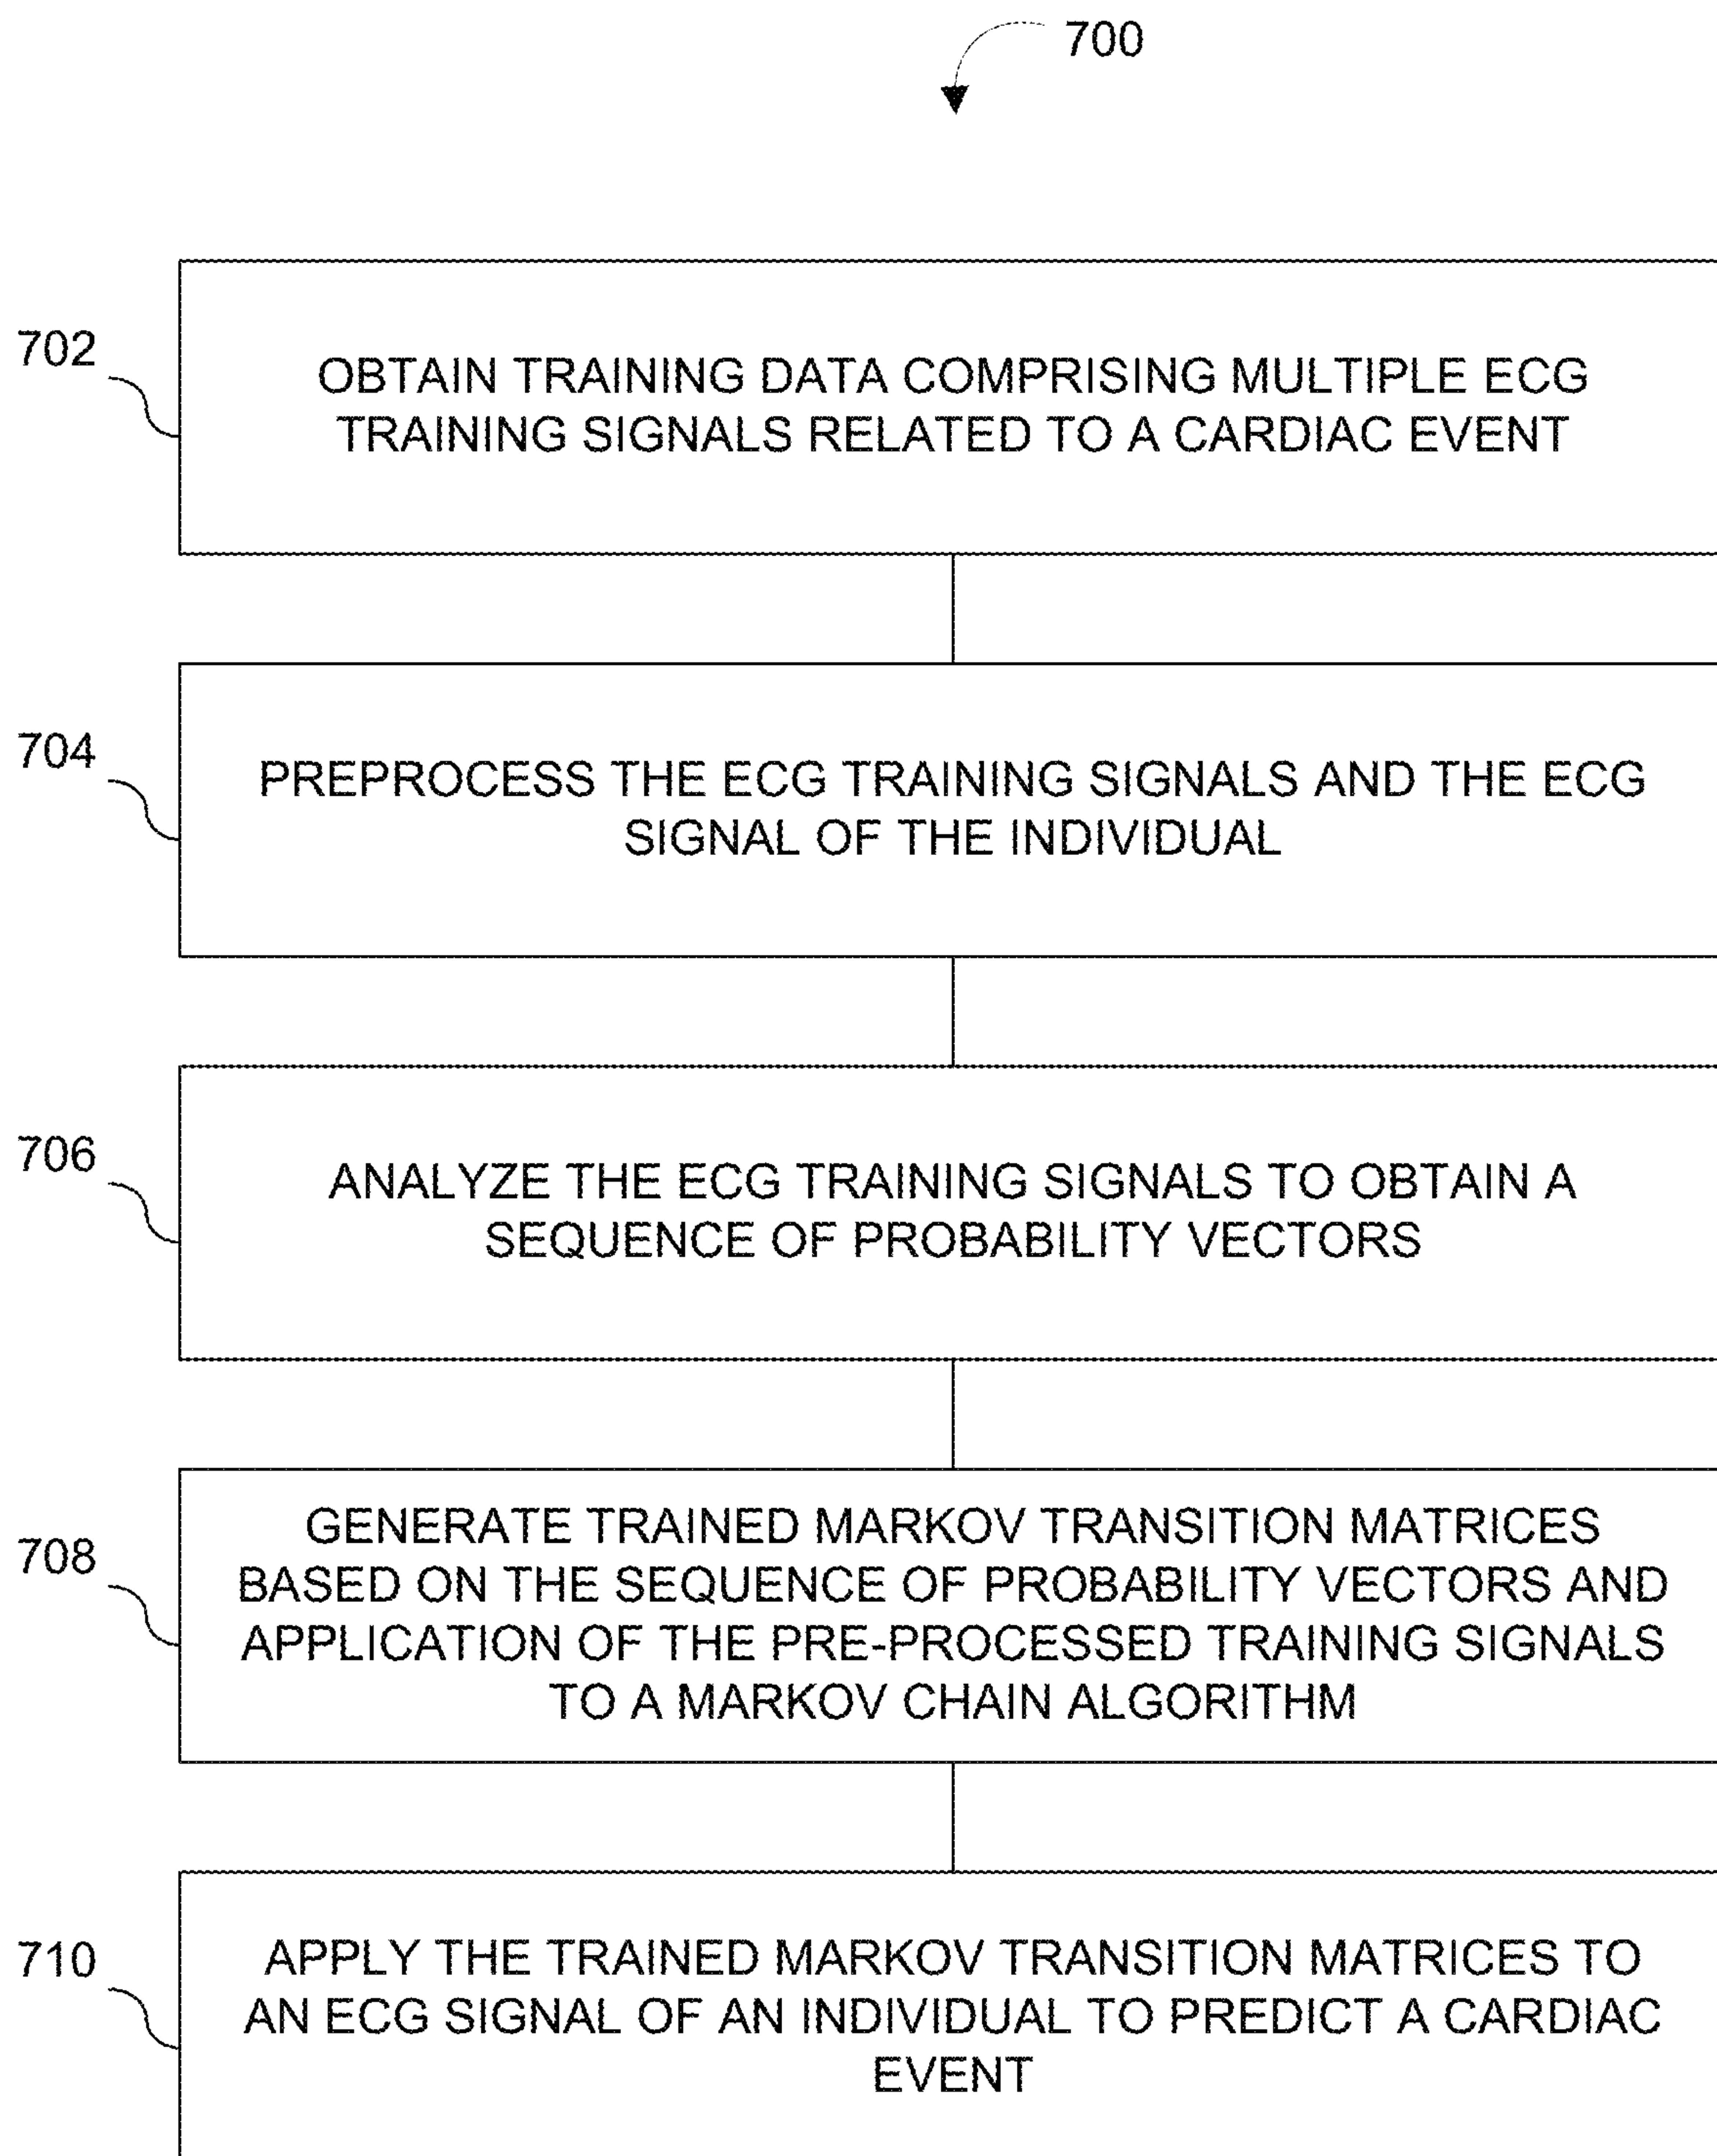 700
702
OBTAIN TRAINING DATA COMPRISING MULTIPLE ECG
TRAINING SIGNALS RELATED TO A CARDIAC EVENT
704
PREPROCESS THE ECG TRAINING SIGNALS AND THE ECG
SIGNAL OF THE INDIVIDUAL
706
ANALYZE THE ECG TRAINING SIGNALS TO OBTAIN A
SEQUENCE OF PROBABILITY VECTORS
708
GENERATE TRAINED MARKOV TRANSITION MATRICES
BASED ON THE SEQUENCE OF PROBABILITY VECTORS AND
APPLICATION OF THE PRE-PROCESSED TRAINING SIGNALS
TO A MARKOV CHAIN ALGORITHM
710
APPLY THE TRAINED MARKOV TRANSITION MATRICES TO
AN ECG SIGNAL OF AN INDIVIDUAL TO PREDICT A CARDIAC
EVENT